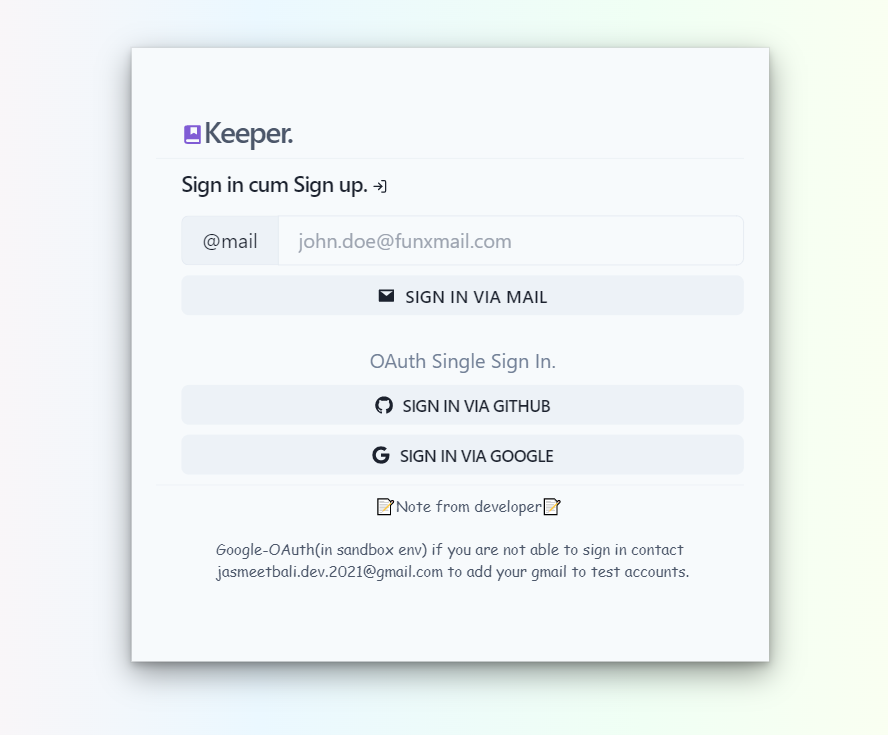 Keeper.
Sign in cum Sign up.
@mail john.doe@funxmail.com
SIGN IN VIA MAIL
OAuth Single Sign In.
SIGN IN VIA GITHUB
SIGN IN VIA GOOGLE
📝Note from developer📝
Google-OAuth(in sandbox env) if you are not able to sign in contact
jasmeetbali.dev.2021@gmail.com to add your gmail to test accounts.